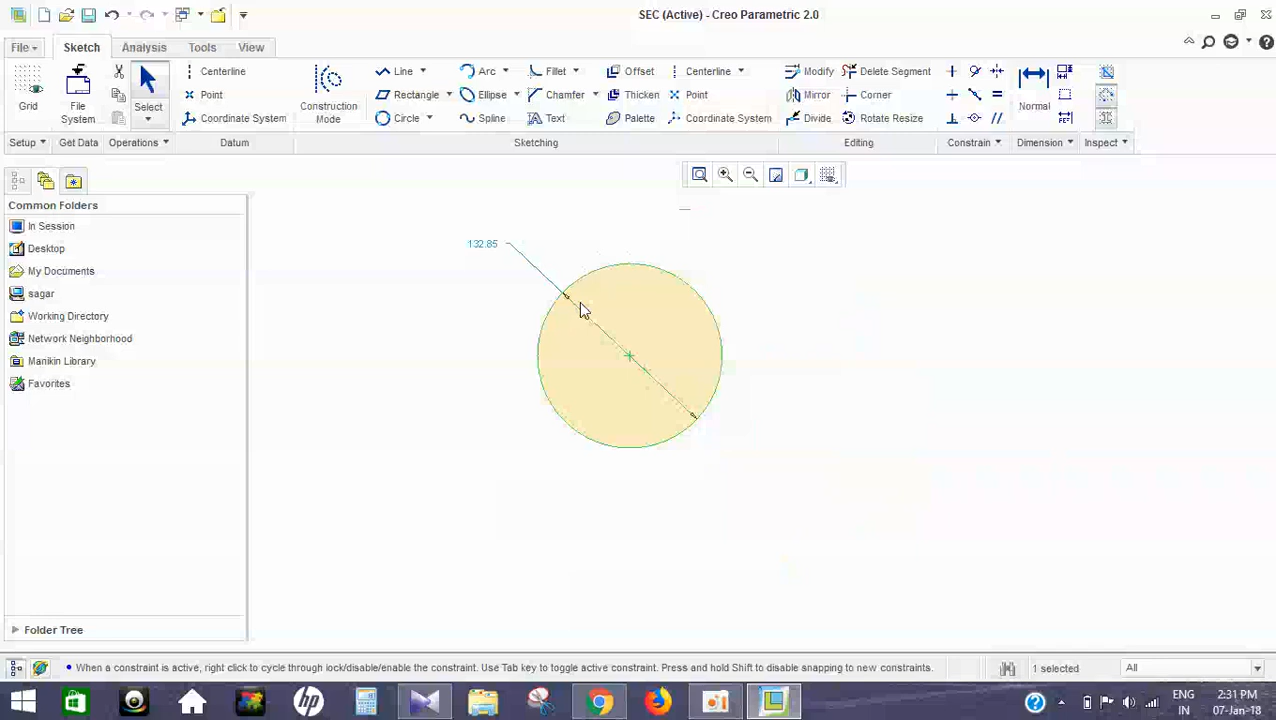 SEC (Active) - Creo Parametric 2.0
File Sketch Analysis Tools View
Grid
File System
Select
Centerline
Point
Coordinate System
Construction Mode
Line Arc Fillet Offset Centerline
Rectangle Ellipse Chamfer Thicken Point
Circle Spline Text Palette Coordinate System
Modify Delete Segment
Mirror Corner
Divide Rotate Resize
Normal
Setup Get Data Operations Datum Sketching Editing Constrain Dimension Inspect
Common Folders
In Session
Desktop
My Documents
sagar
Working Directory
Network Neighborhood
Manikin Library
Favorites
132.85
Folder Tree
When a constraint is active, right click to cycle through lock/disable/enable the constraint. Use Tab key to toggle active constraint. Press and hold Shift to disable snapping to new constraints.
1 selected
All
hp
ENG
IN
2:31 PM
07-Jan-18